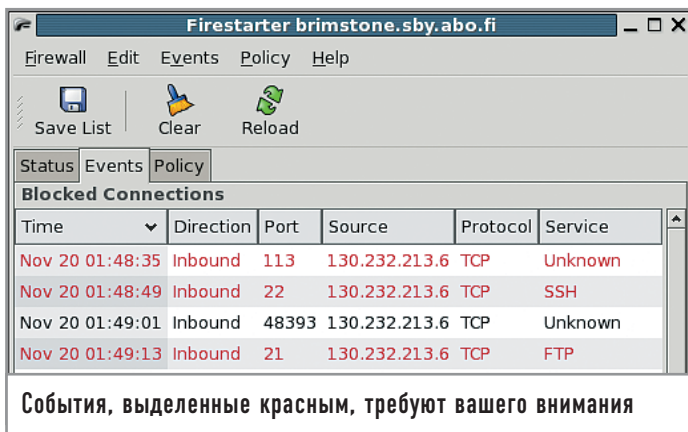 Firestarter brimstone.sby.abo.fi
Firewall Edit Events Policy Help
Save List Clear Reload
Status Events Policy
Blocked Connections
Time Direction Port Source Protocol Service
Nov 20 01:48:35 Inbound 113 130.232.213.6 TCP Unknown
Nov 20 01:48:49 Inbound 22 130.232.213.6 TCP SSH
Nov 20 01:49:01 Inbound 48393 130.232.213.6 TCP Unknown
Nov 20 01:49:13 Inbound 21 130.232.213.6 TCP FTP
События, выделенные красным, требуют вашего внимания